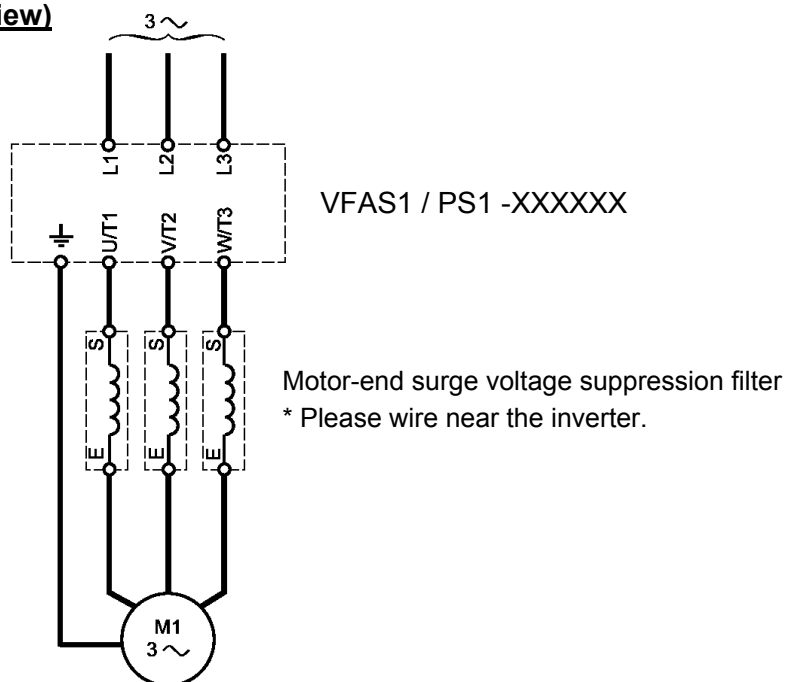 iew)
3 ~
L1 L2 L3
VFAS1 / PS1 -XXXXXX
U/T1 V/T2 W/T3
S S S
Motor-end surge voltage suppression filter
* Please wire near the inverter.
E E E
M1
3 ~